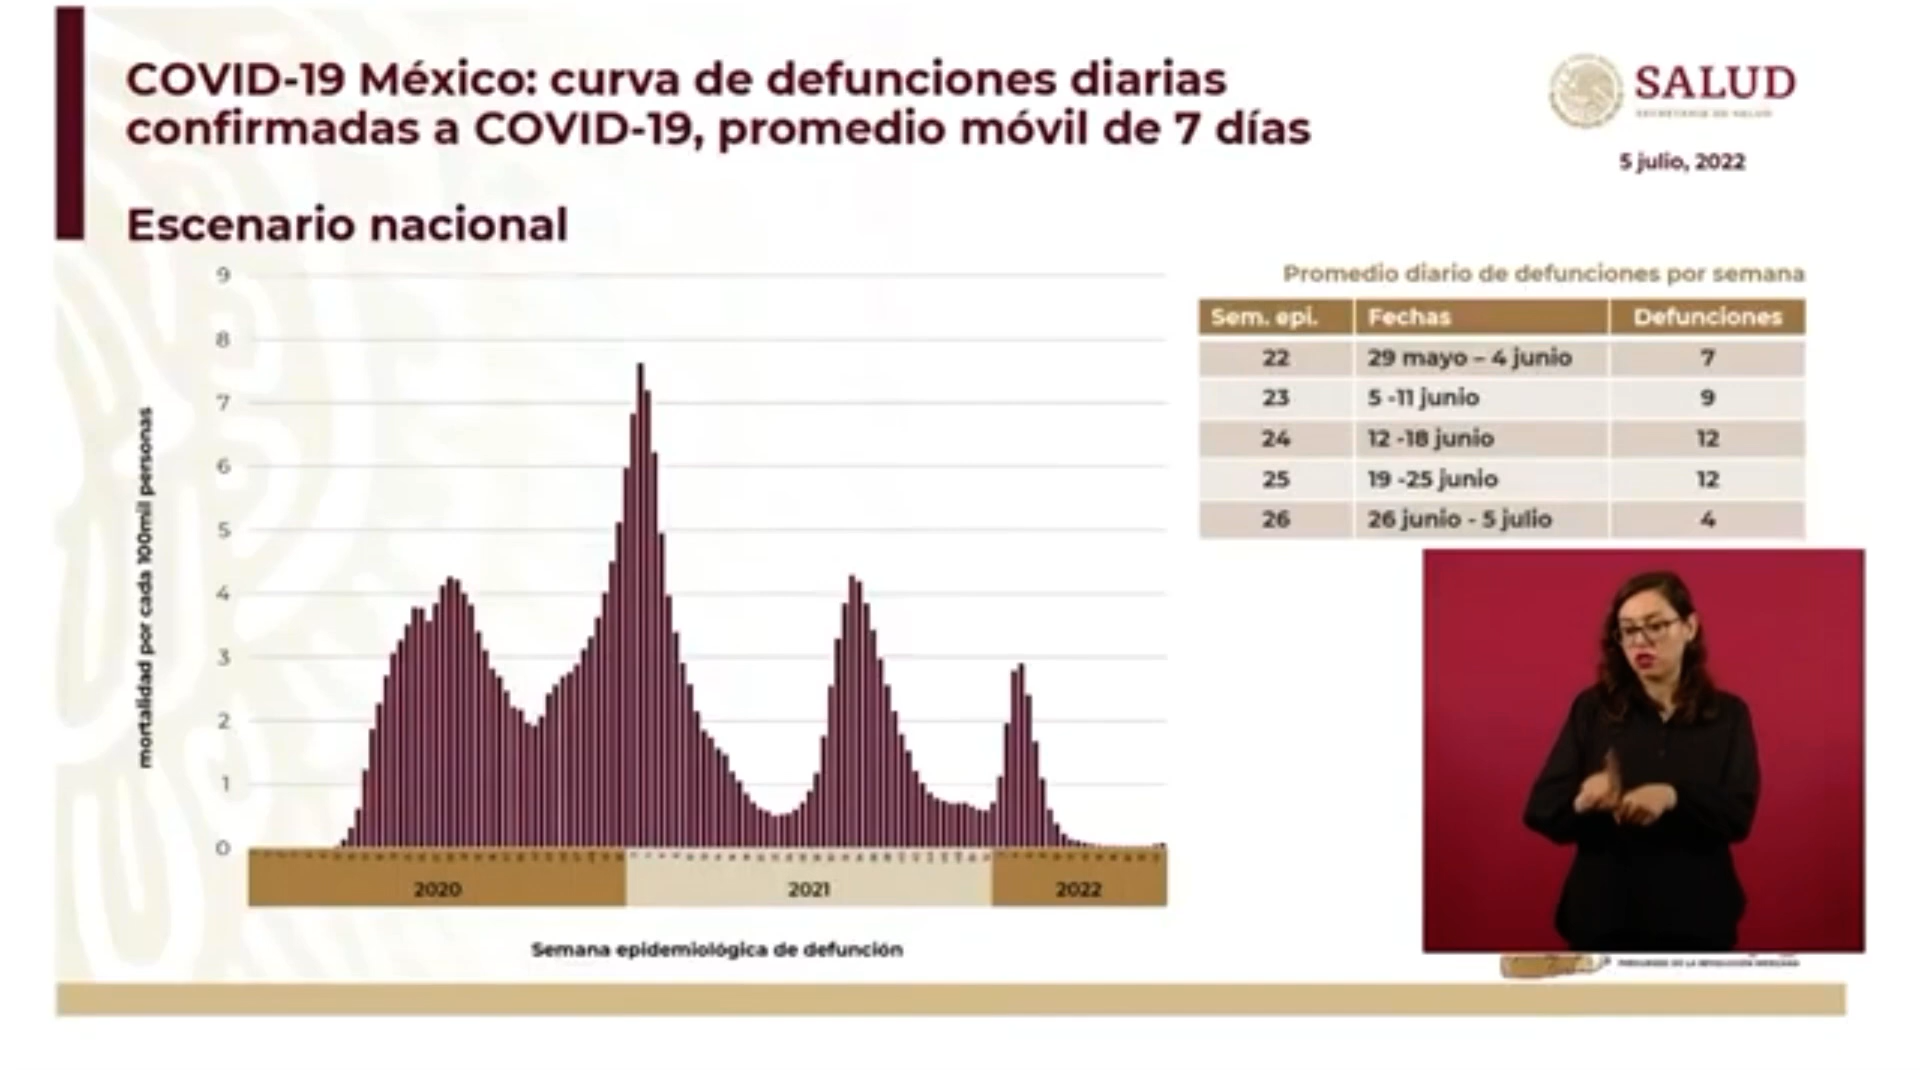 COVID-19 México: curva de defunciones diarias
confirmadas a COVID-19, promedio móvil de 7 días
SALUD
SECRETARÍA DE SALUD
5 julio, 2022
Escenario nacional
mortalidad por cada 100mil personas
9
8
7
6
5
4
3
2
1
0
2020 2021 2022
Semana epidemiológica de defunción
Promedio diario de defunciones por semana
Sem. epi. Fechas Defunciones
22 29 mayo – 4 junio 7
23 5 -11 junio 9
24 12 -18 junio 12
25 19 -25 junio 12
26 26 junio - 5 julio 4